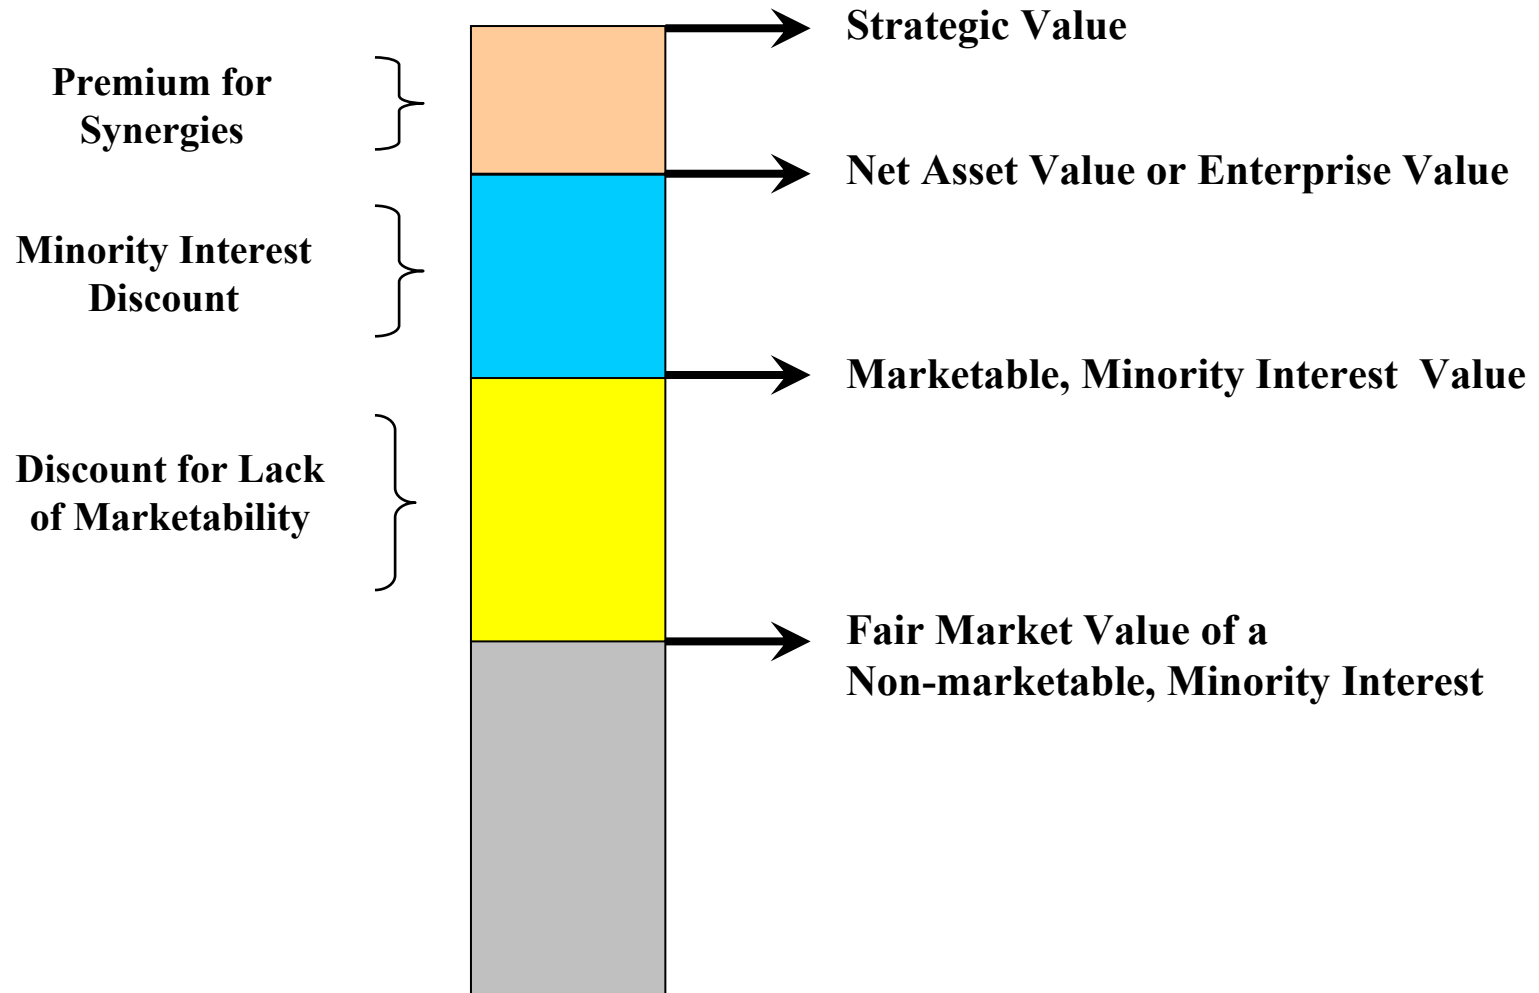 Strategic Value
Premium for
Synergies
Net Asset Value or Enterprise Value
Minority Interest
Discount
Marketable, Minority Interest  Value
Discount for Lack
of Marketability
Fair Market Value of a
Non-marketable, Minority Interest